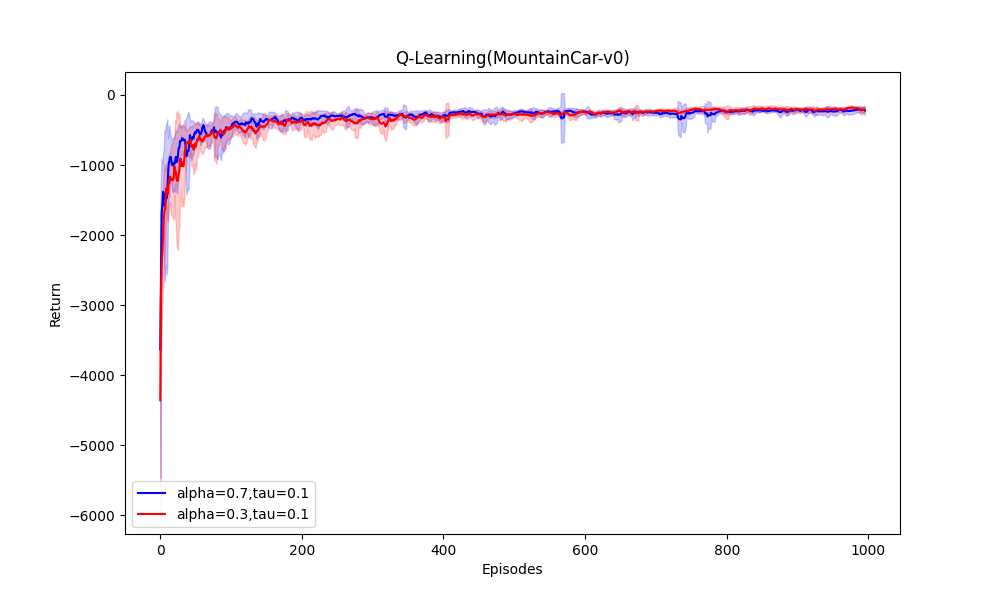 Q-Learning(MountainCar-v0)
Return
0
−1000
−2000
−3000
−4000
−5000
−6000
alpha=0.7,tau=0.1
alpha=0.3,tau=0.1
0 200 400 600 800 1000
Episodes